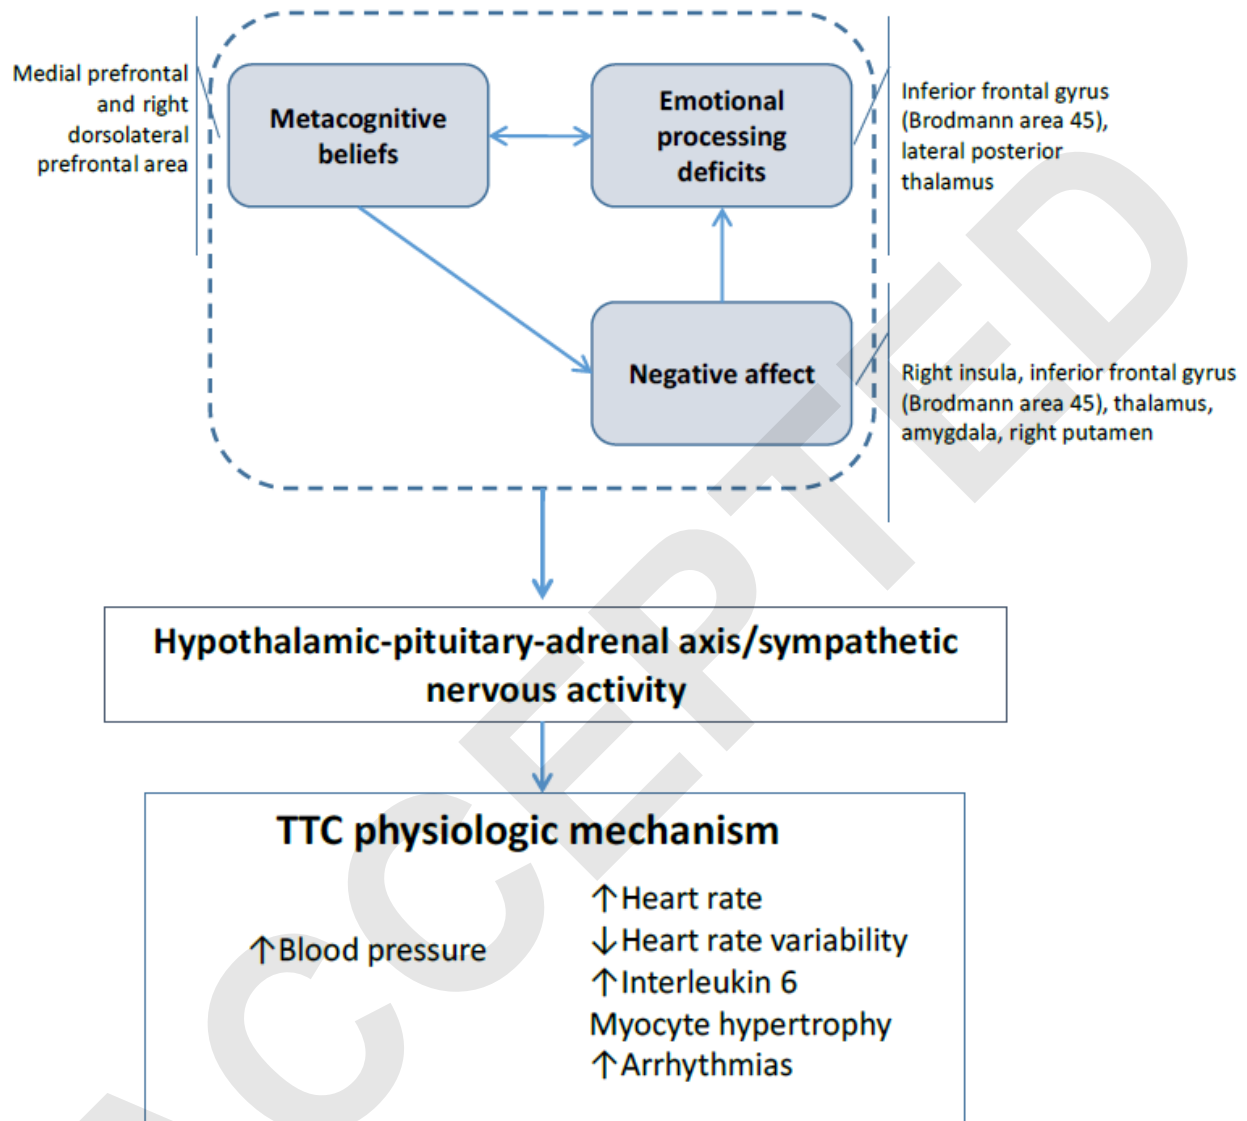 Medial prefrontal
and right
dorsolateral
prefrontal area
Metacognitive
beliefs
Emotional
processing
deficits
Inferior frontal gyrus
(Brodmann area 45),
lateral posterior
thalamus
Negative affect
Right insula, inferior frontal gyrus
(Brodmann area 45), thalamus,
amygdala, right putamen
Hypothalamic-pituitary-adrenal axis/sympathetic
nervous activity
TTC physiologic mechanism
↑Blood pressure
↑Heart rate
↓Heart rate variability
↑Interleukin 6
Myocyte hypertrophy
↑Arrhythmias
ACCEPTED